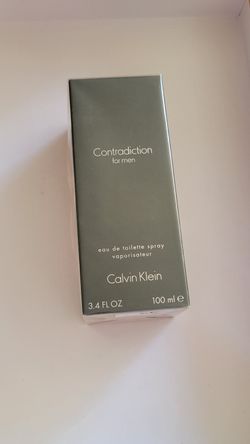 Contradiction
for men
eau de toilette spray
vaporisateur
Calvin Klein
3.4 FL OZ 100 ml e